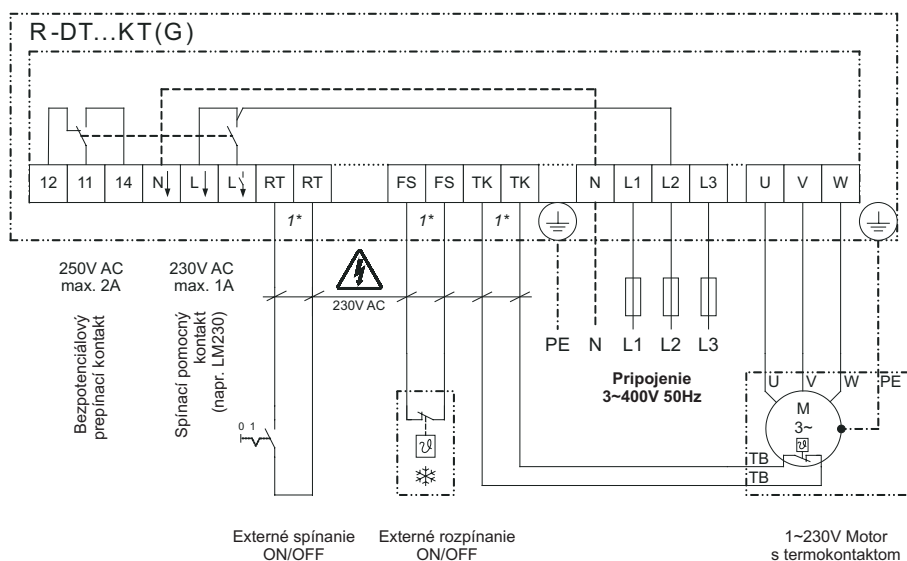 R-DT...KT(G)
12 11 14 N L L RT RT FS FS TK TK N L1 L2 L3 U V W
1* 1* 1*
250V AC
max. 2A
Bezpotenciálový
prepínací kontakt
230V AC
max. 1A
Spínací pomocný
kontakt
(napr. LM230)
230V AC
PE N L1 L2 L3
Pripojenie
3~400V 50Hz
U V W PE
M
3~
TB
TB
0 1
Externé spínanie
ON/OFF
Externé rozpínanie
ON/OFF
1~230V Motor
s termokontaktom